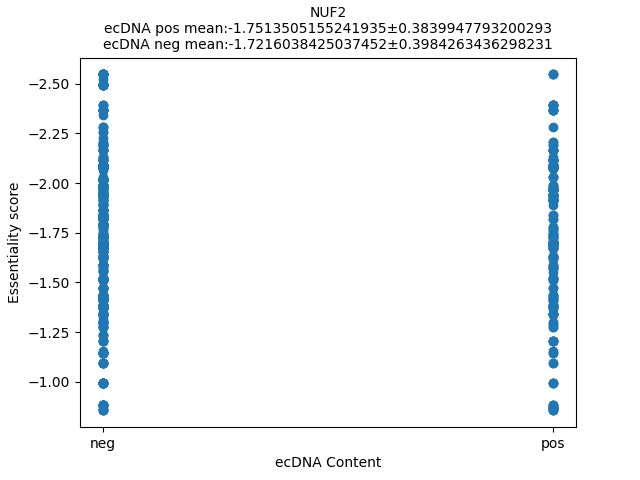 NUF2
ecDNA pos mean:-1.7513505155241935±0.3839947793200293
ecDNA neg mean:-1.7216038425037452±0.3984263436298231
−2.50
−2.25
−2.00
−1.75
−1.50
−1.25
−1.00
Essentiality score
neg
pos
ecDNA Content